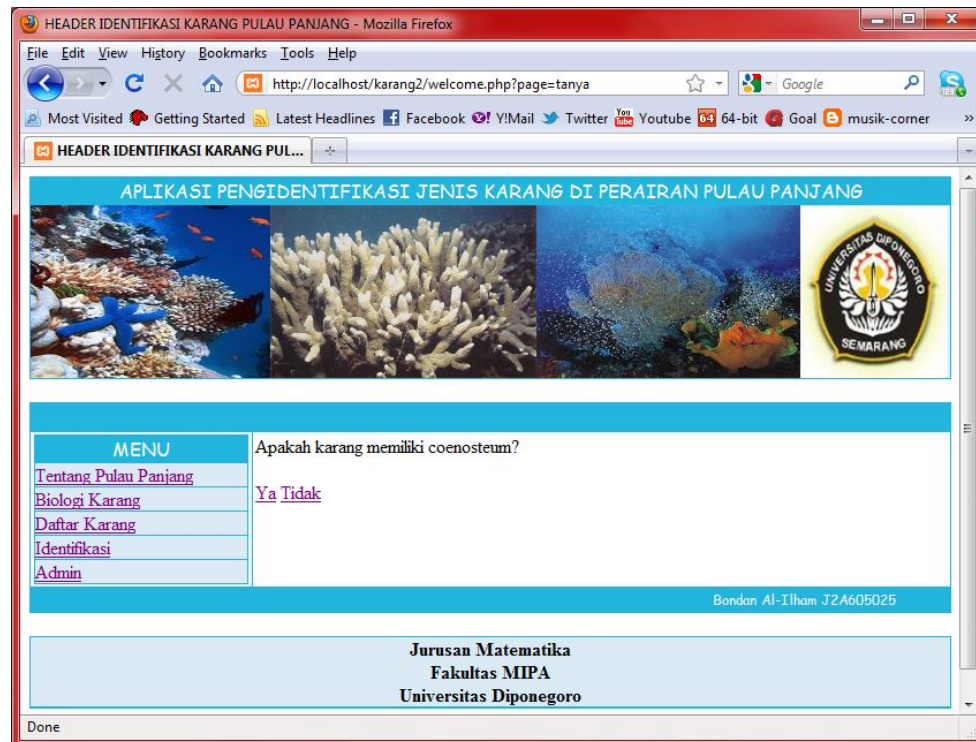 HEADER IDENTIFIKASI KARANG PULAU PANJANG - Mozilla Firefox
File Edit View History Bookmarks Tools Help
http://localhost/karang2/welcome.php?page=tanya
Google
Most Visited Getting Started Latest Headlines Facebook Y!Mail Twitter You Tube Youtube 64 64-bit Goal musik-corner »
HEADER IDENTIFIKASI KARANG PUL...
APLIKASI PENGIDENTIFIKASI JENIS KARANG DI PERAIRAN PULAU PANJANG
UNIVERSITAS DIPONEGORO
SEMARANG
MENU
Tentang Pulau Panjang
Biologi Karang
Daftar Karang
Identifikasi
Admin
Apakah karang memiliki coenosteum?
Ya Tidak
Bondan Al-Ilham J2A605025
Jurusan Matematika
Fakultas MIPA
Universitas Diponegoro
Done